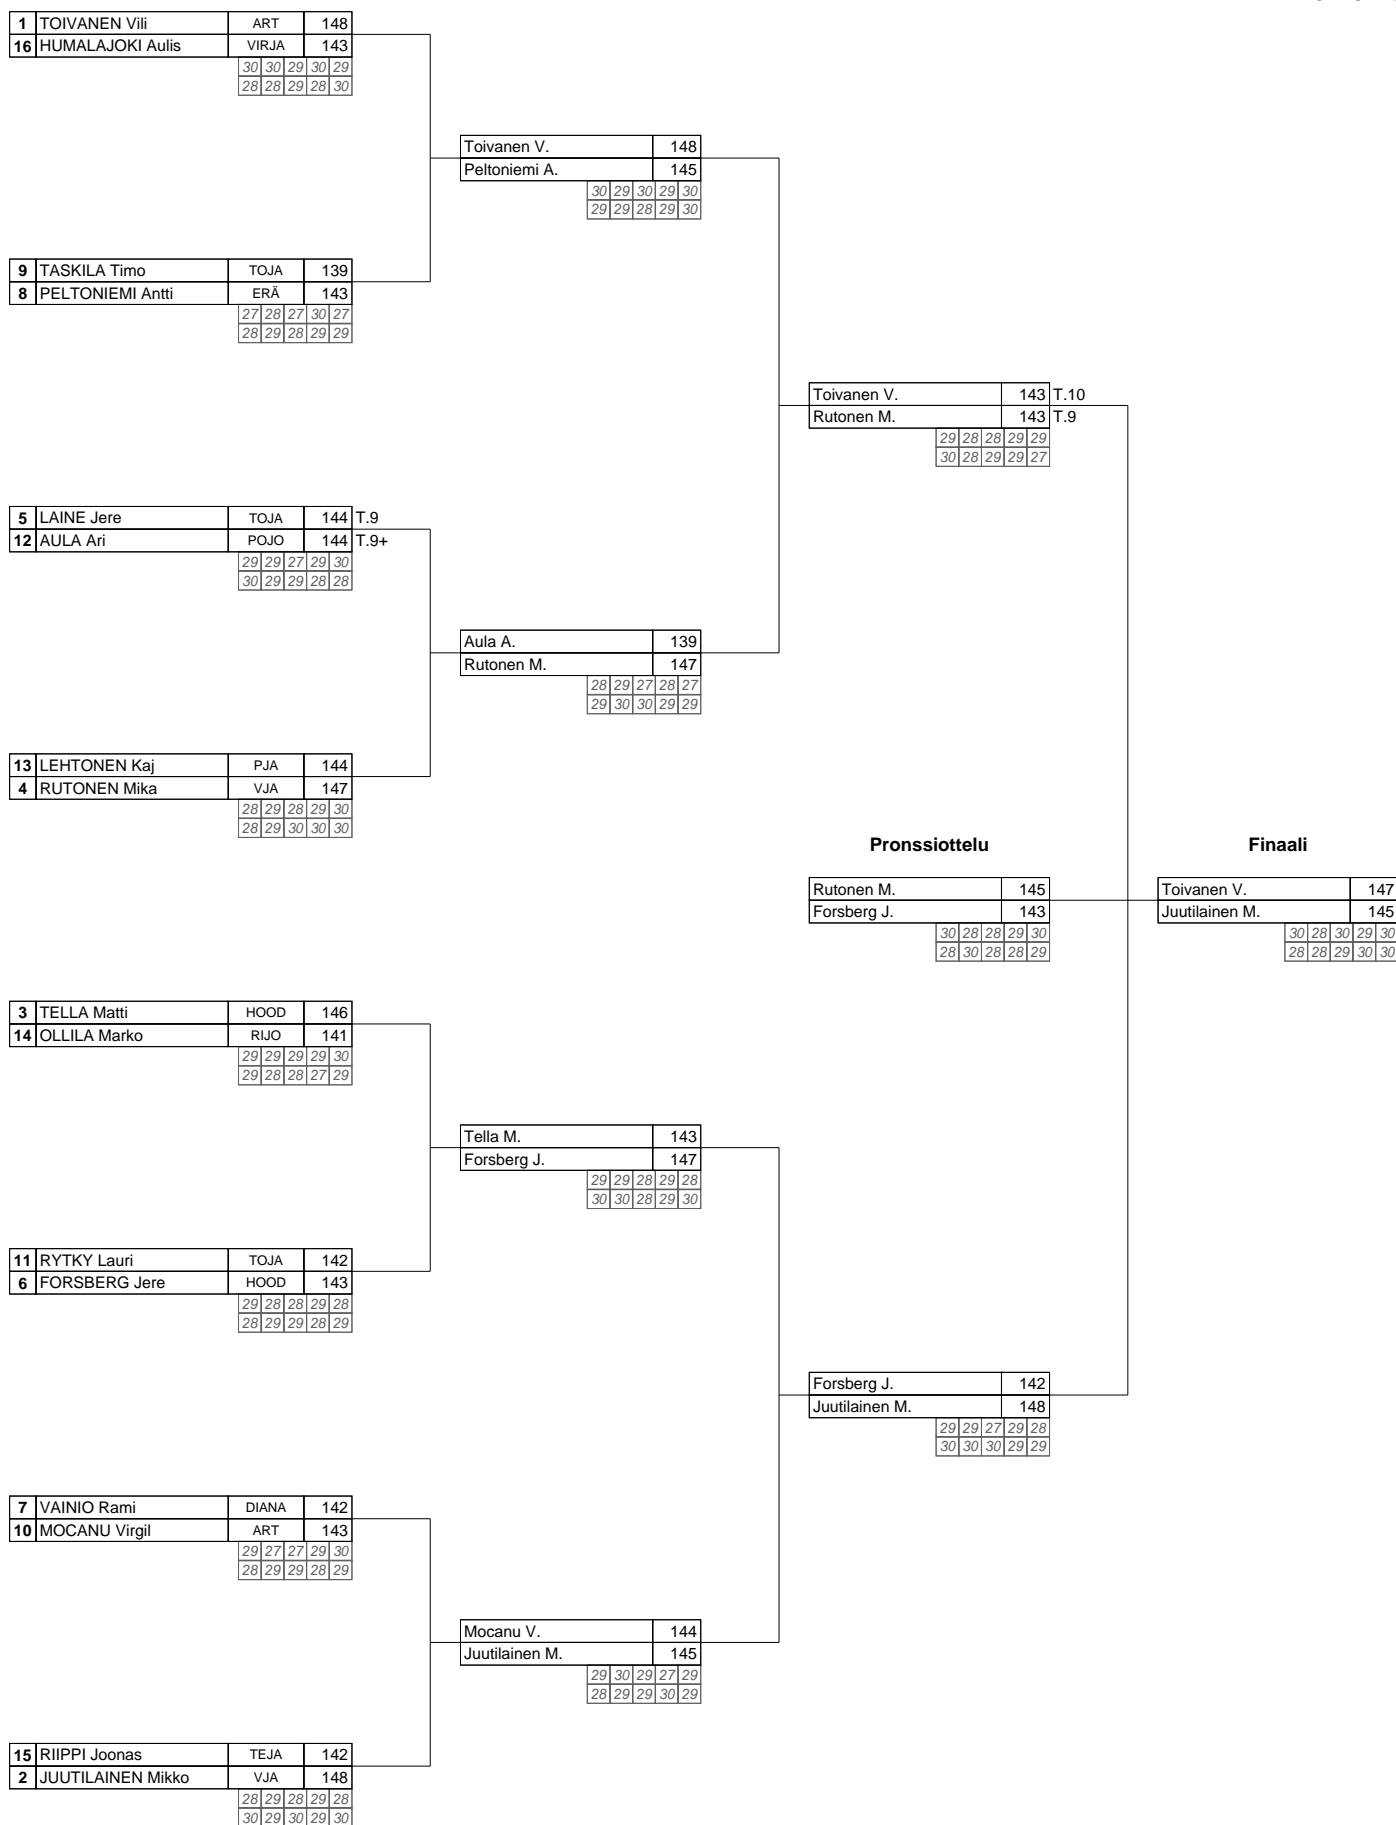 1 TOIVANEN Vili ART 148
16 HUMALAJOKI Aulis VIRJA 143
30 30 29 30 29
28 28 29 28 30
Toivanen V. 148
Peltoniemi A. 145
30 29 30 29 30
29 29 28 29 30
9 TASKILA Timo TOJA 139
8 PELTONIEMI Antti ERÄ 143
27 28 27 30 27
28 29 28 29 29
Toivanen V. 143 T.10
Rutonen M. 143 T.9
29 28 28 29 29
30 28 29 29 27
5 LAINE Jere TOJA 144 T.9
12 AULA Ari POJO 144 T.9+
29 29 27 29 30
30 29 29 28 28
Aula A. 139
Rutonen M. 147
28 29 27 28 27
29 30 30 29 29
13 LEHTONEN Kaj PJA 144
4 RUTONEN Mika VJA 147
28 29 28 29 30
28 29 30 30 30
Pronssiottelu Finaali
Rutonen M. 145 Toivanen V. 147
Forsberg J. 143 Juutilainen M. 145
30 28 28 29 30 30 28 30 29 30
28 30 28 28 29 28 28 29 30 30
3 TELLA Matti HOOD 146
14 OLLILA Marko RIJO 141
29 29 29 29 30
29 28 28 27 29
Tella M. 143
Forsberg J. 147
29 29 28 29 28
30 30 28 29 30
11 RYTKY Lauri TOJA 142
6 FORSBERG Jere HOOD 143
29 28 28 29 28
28 29 29 28 29
Forsberg J. 142
Juutilainen M. 148
29 29 27 29 28
30 30 30 29 29
7 VAINIO Rami DIANA 142
10 MOCANU Virgil ART 143
29 27 27 29 30
28 29 29 28 29
Mocanu V. 144
Juutilainen M. 145
29 30 29 27 29
28 29 29 30 29
15 RIIPPI Joonas TEJA 142
2 JUUTILAINEN Mikko VJA 148
28 29 28 29 28
30 29 30 29 30